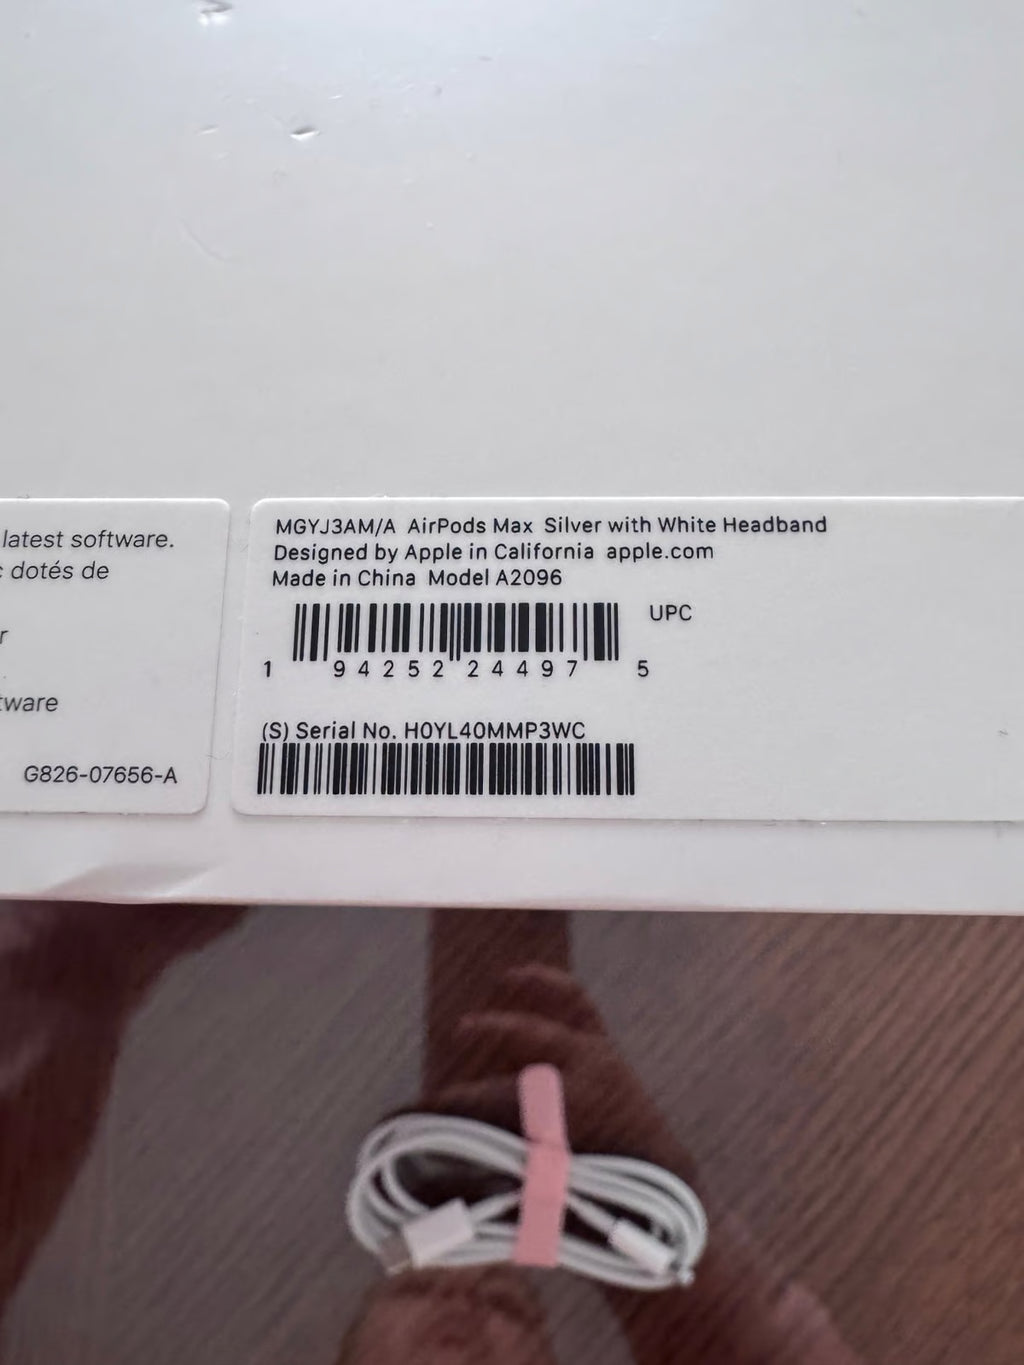 latest software.
c dotés de
r
tware
G826-07656-A
MGYJ3AM/A AirPods Max Silver with White Headband
Designed by Apple in California apple.com
Made in China Model A2096
UPC
1 94252 24497 5
(S) Serial No. H0YL40MMP3WC